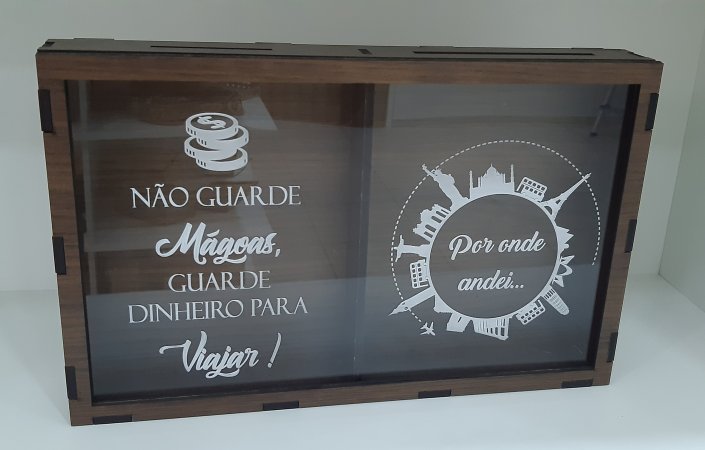 NÃO GUARDE
Mágoas,
GUARDE
DINHEIRO PARA
Viajar !
Por onde
andei...